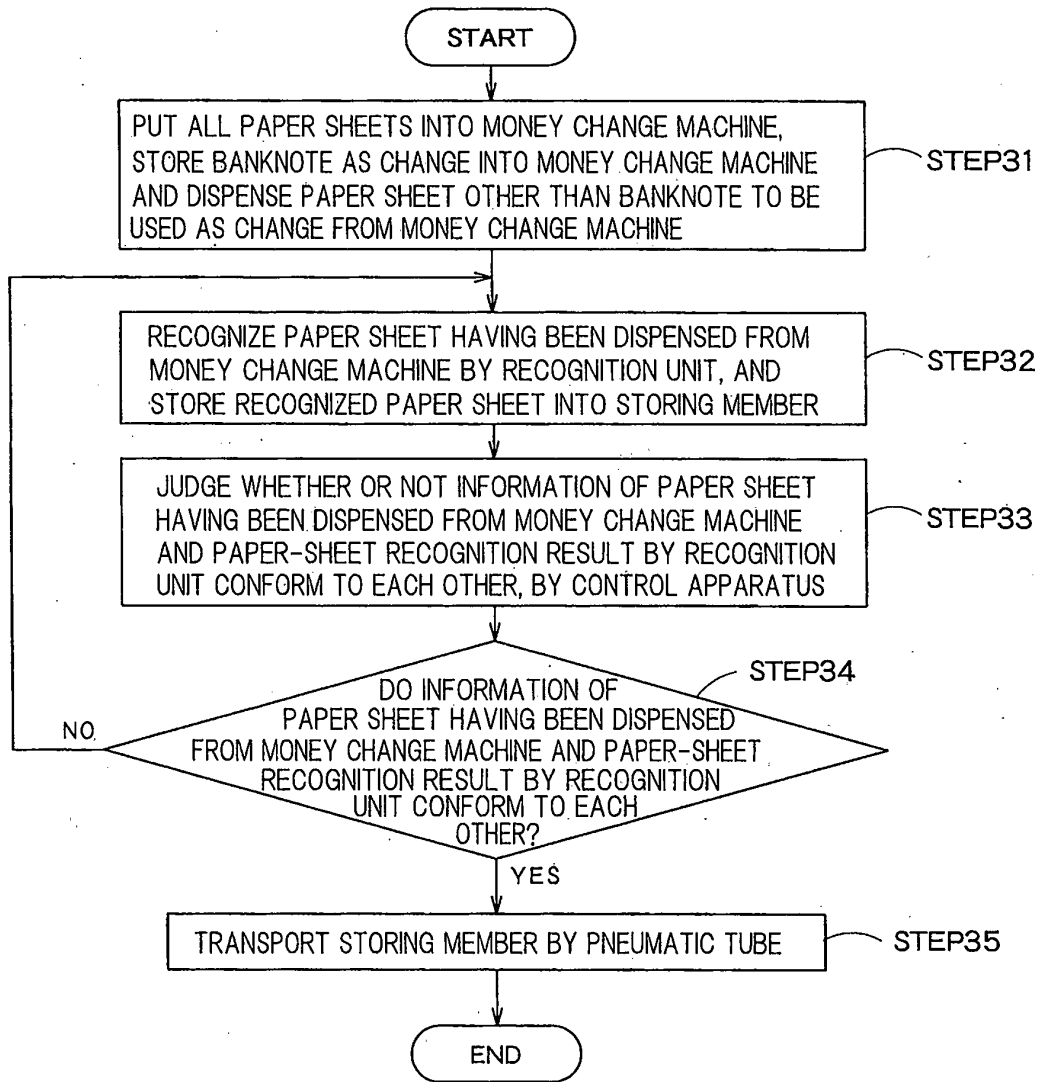 START
PUT ALL PAPER SHEETS INTO MONEY CHANGE MACHINE,
STORE BANKNOTE AS CHANGE INTO MONEY CHANGE MACHINE
AND DISPENSE PAPER SHEET OTHER THAN BANKNOTE TO BE
USED AS CHANGE FROM MONEY CHANGE MACHINE
STEP31
RECOGNIZE PAPER SHEET HAVING BEEN DISPENSED FROM
MONEY CHANGE MACHINE BY RECOGNITION UNIT, AND
STORE RECOGNIZED PAPER SHEET INTO STORING MEMBER
STEP32
JUDGE WHETHER OR NOT INFORMATION OF PAPER SHEET
HAVING BEEN DISPENSED FROM MONEY CHANGE MACHINE
AND PAPER-SHEET RECOGNITION RESULT BY RECOGNITION
UNIT CONFORM TO EACH OTHER, BY CONTROL APPARATUS
STEP33
STEP34
DO INFORMATION OF
PAPER SHEET HAVING BEEN DISPENSED
FROM MONEY CHANGE MACHINE AND PAPER-SHEET
RECOGNITION RESULT BY RECOGNITION
UNIT CONFORM TO EACH
OTHER?
NO
YES
TRANSPORT STORING MEMBER BY PNEUMATIC TUBE
STEP35
END